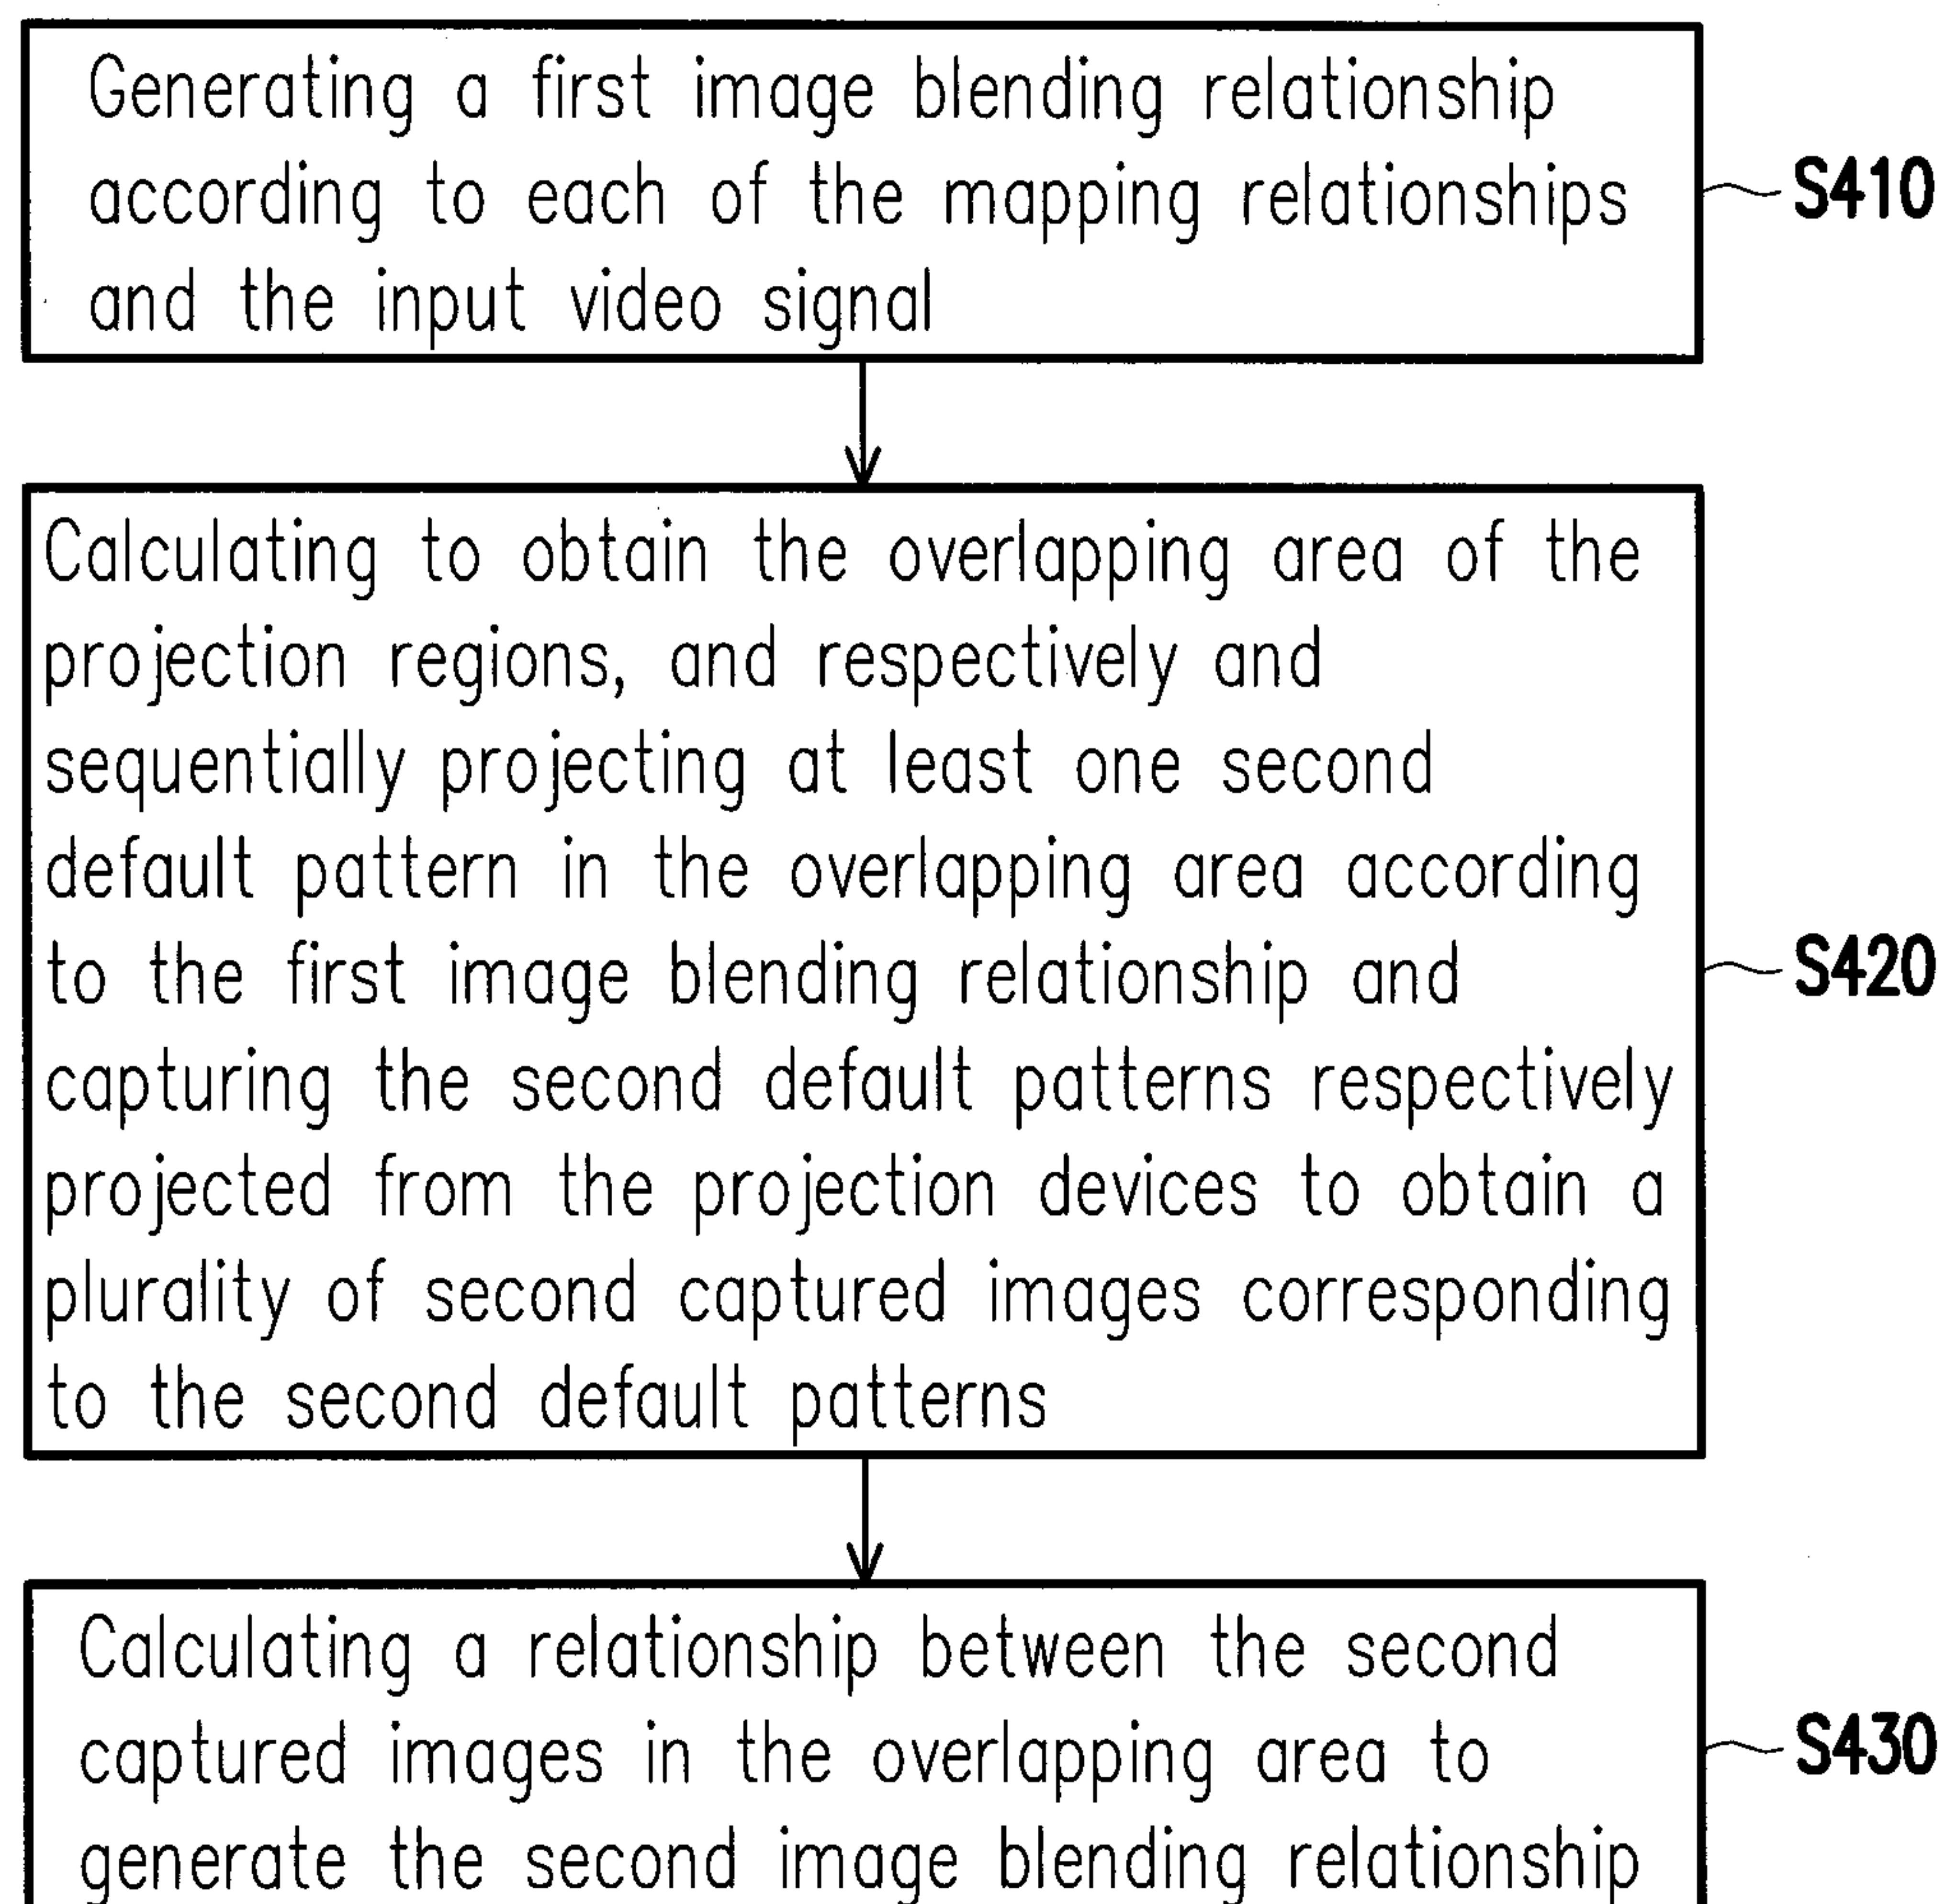 Generating a first image blending relationship
according to each of the mapping relationships
and the input video signal
S410
Calculating to obtain the overlapping area of the
projection regions, and respectively and
sequentially projecting at least one second
default pattern in the overlapping area according
to the first image blending relationship and
capturing the second default patterns respectively
projected from the projection devices to obtain a
plurality of second captured images corresponding
to the second default patterns
S420
Calculating a relationship between the second
captured images in the overlapping area to
generate the second image blending relationship
S430